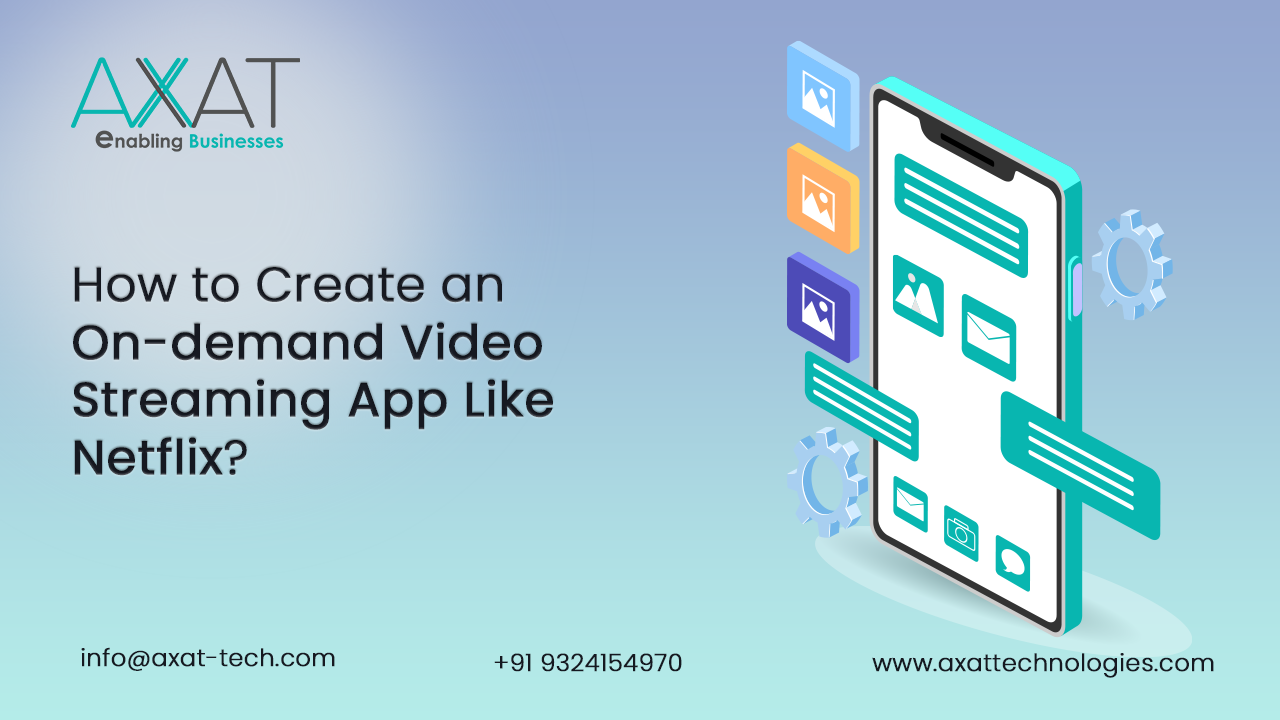 AXAT
enabling Businesses
How to Create an
On-demand Video
Streaming App Like
Netflix?
info@axat-tech.com
+91 9324154970
www.axattechnologies.com